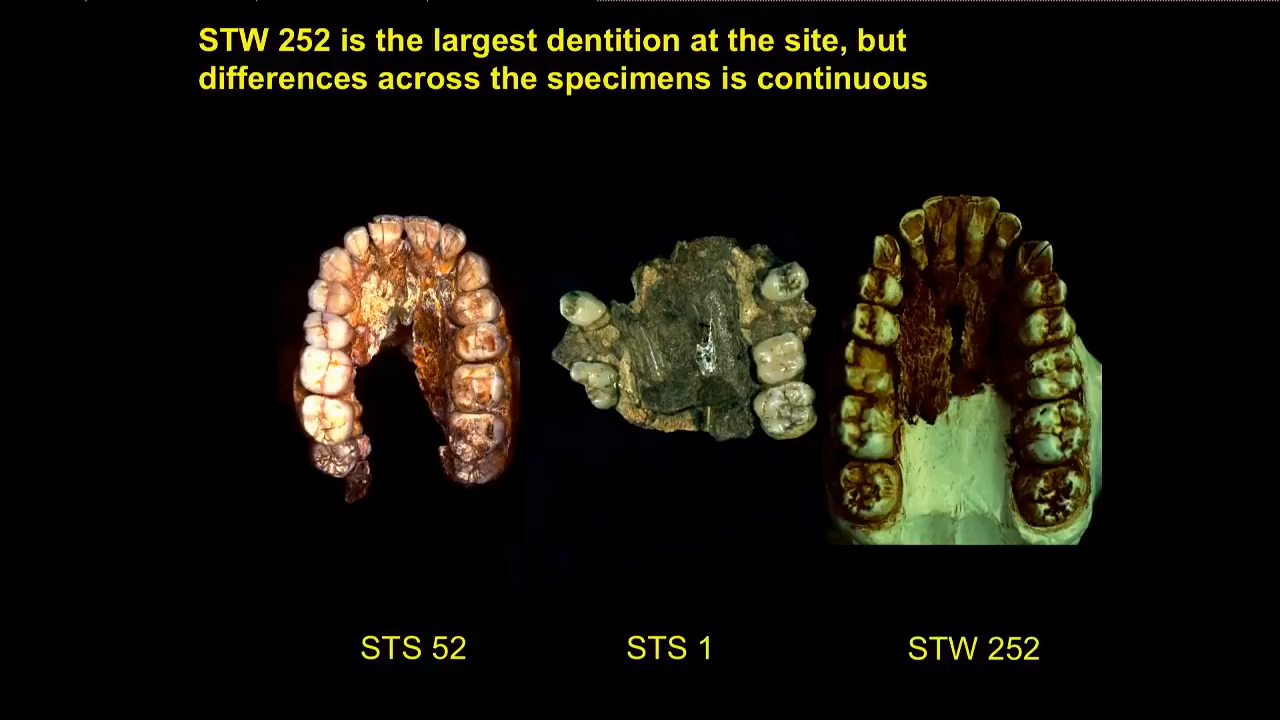 STW 252 is the largest dentition at the site, but
differences across the specimens is continuous
STS 52
STS 1
STW 252